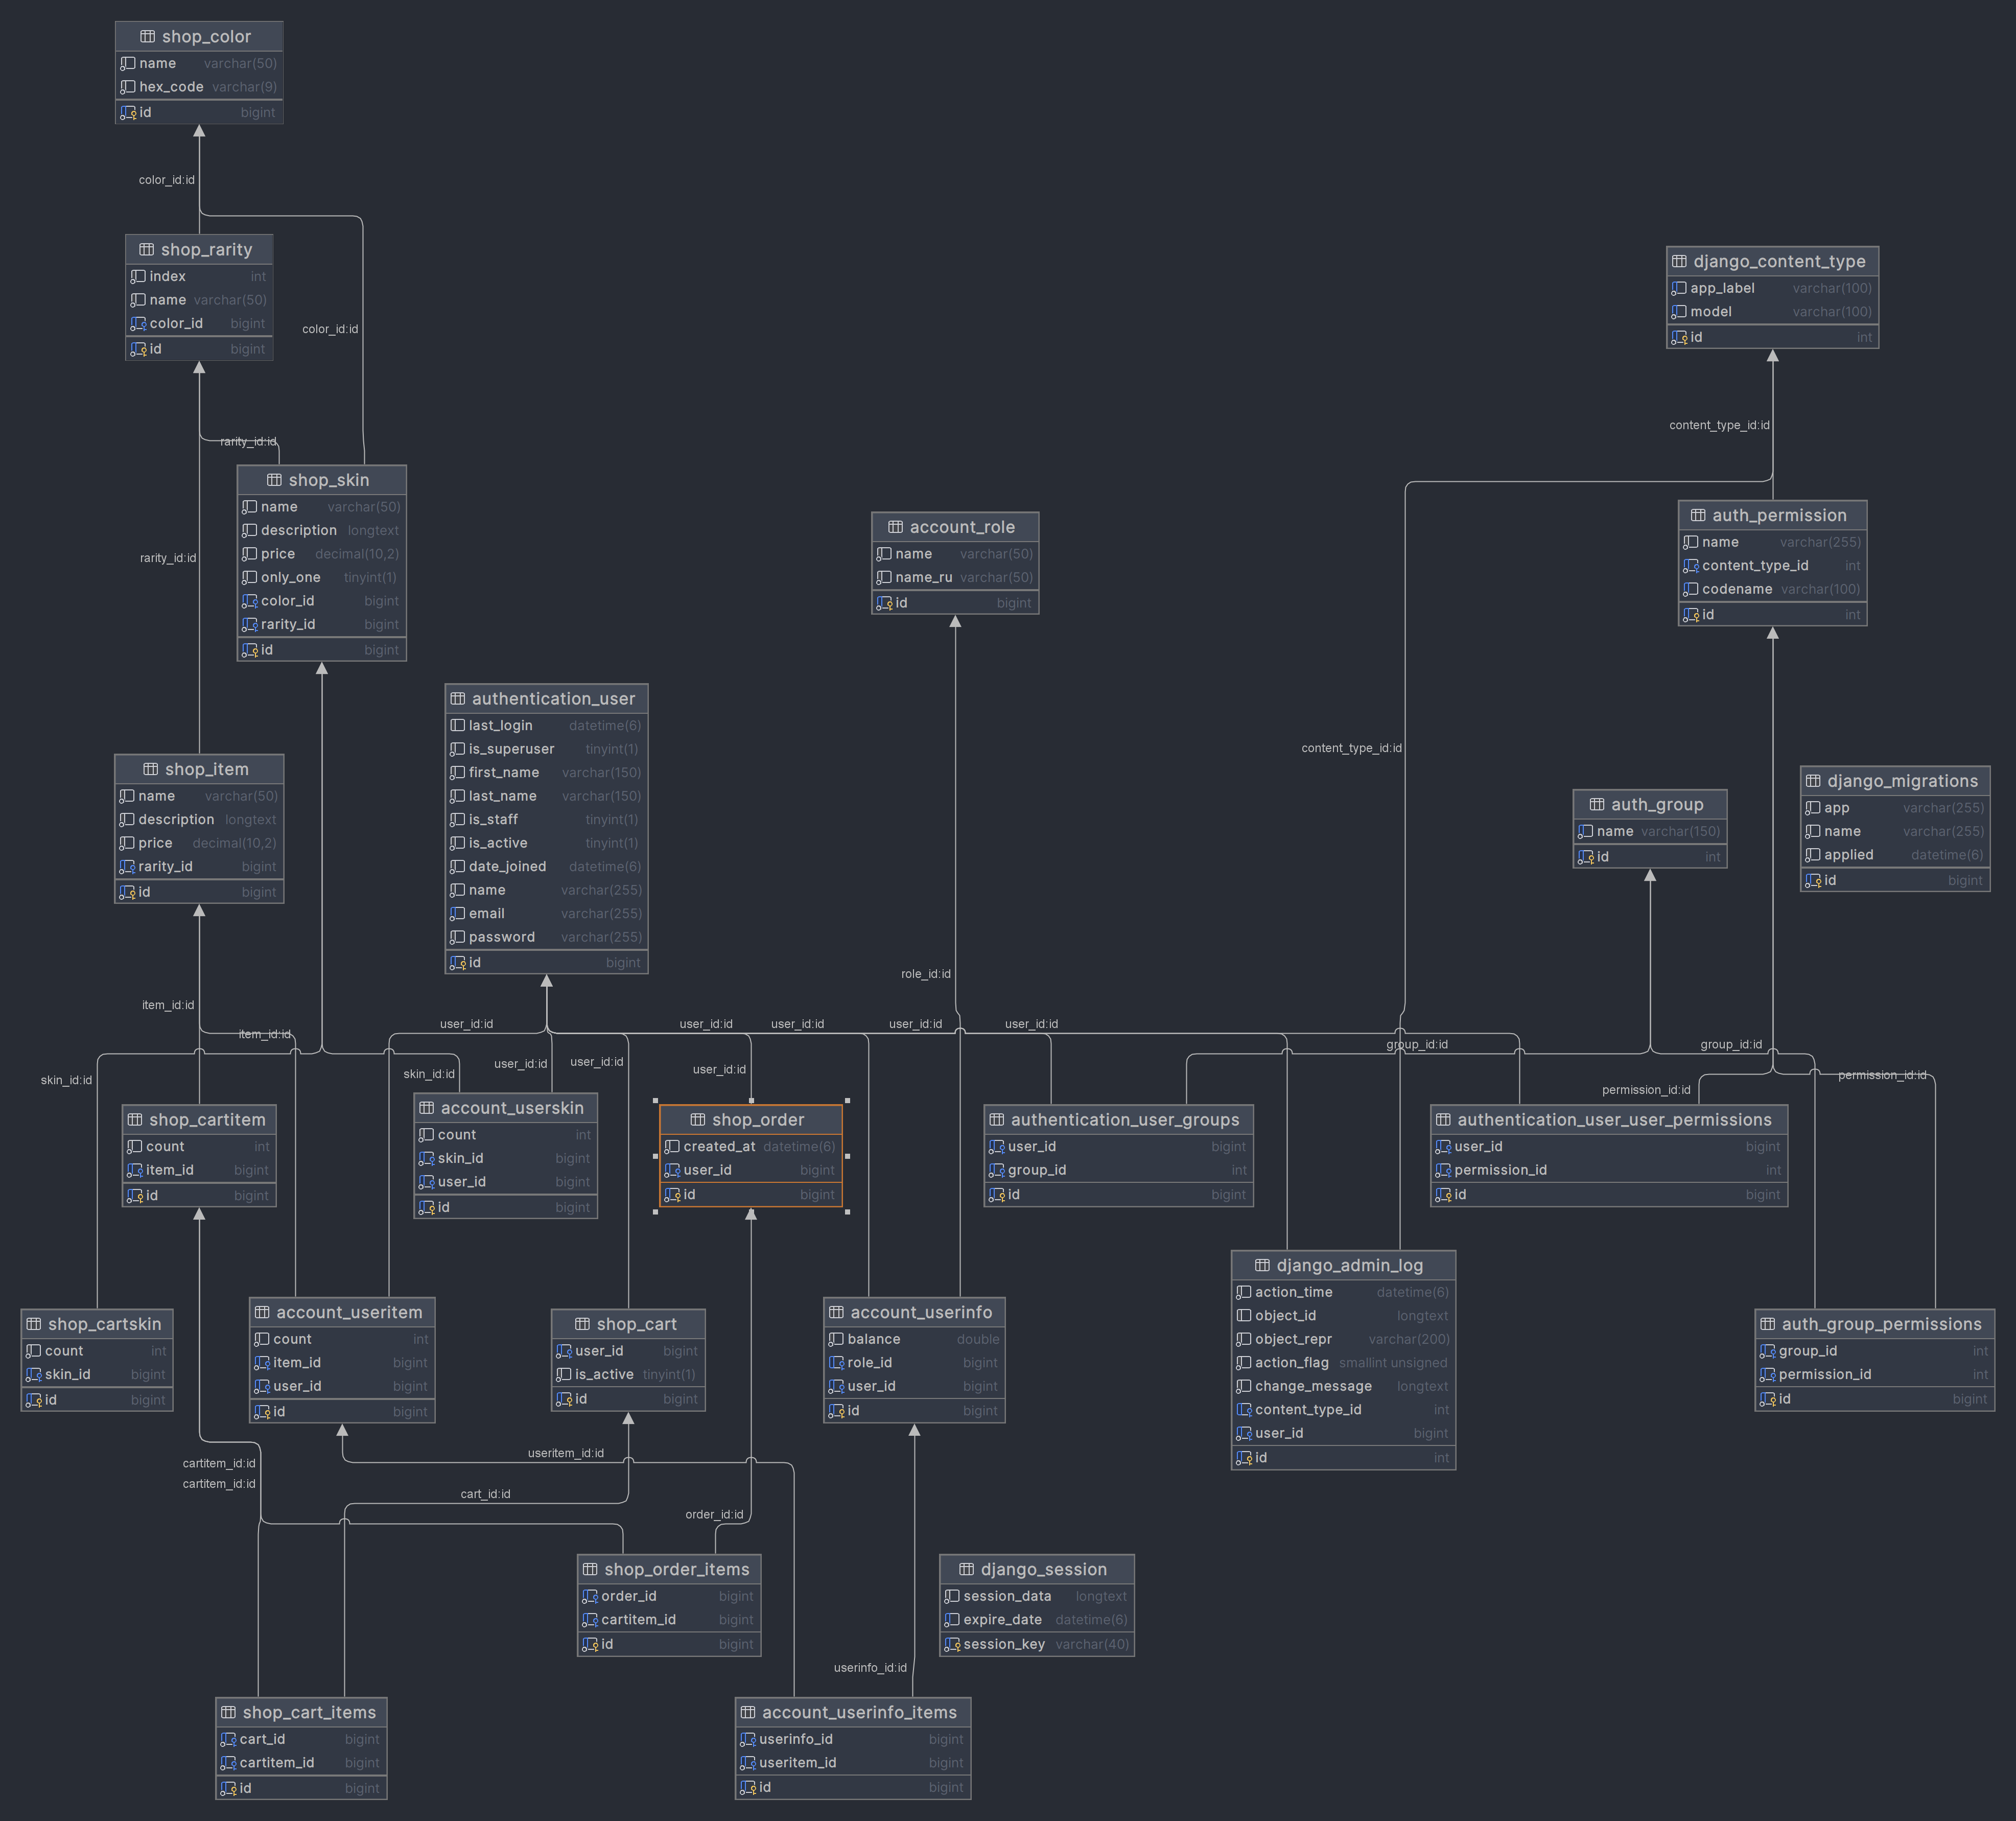 shop_color
name varchar(50)
hex_code varchar(9)
id bigint
color_id:id
shop_rarity
index int
name varchar(50)
color_id bigint
id bigint
color_id:id
django_content_type
app_label varchar(100)
model varchar(100)
id int
content_type_id:id
rarity_id:id
shop_skin
name varchar(50)
description longtext
price decimal(10,2)
only_one tinyint(1)
color_id bigint
rarity_id bigint
id bigint
rarity_id:id
account_role
name varchar(50)
name_ru varchar(50)
id bigint
auth_permission
name varchar(255)
content_type_id int
codename varchar(100)
id int
authentication_user
last_login datetime(6)
is_superuser tinyint(1)
first_name varchar(150)
last_name varchar(150)
is_staff tinyint(1)
is_active tinyint(1)
date_joined datetime(6)
name varchar(255)
email varchar(255)
password varchar(255)
id bigint
content_type_id:id
shop_item
name varchar(50)
description longtext
price decimal(10,2)
rarity_id bigint
id bigint
auth_group
name varchar(150)
id int
django_migrations
app varchar(255)
name varchar(255)
applied datetime(6)
id bigint
role_id:id
item_id:id
item_id:id
user_id:id
user_id:id
user_id:id
user_id:id
user_id:id
group_id:id
group_id:id
skin_id:id
skin_id:id
user_id:id
user_id:id
user_id:id
permission_id:id
permission_id:id
shop_cartitem
count int
item_id bigint
id bigint
account_userskin
count int
skin_id bigint
user_id bigint
id bigint
shop_order
created_at datetime(6)
user_id bigint
id bigint
authentication_user_groups
user_id bigint
group_id int
id bigint
authentication_user_user_permissions
user_id bigint
permission_id int
id bigint
shop_cartskin
count int
skin_id bigint
id bigint
account_useritem
count int
item_id bigint
user_id bigint
id bigint
shop_cart
user_id bigint
is_active tinyint(1)
id bigint
account_userinfo
balance double
role_id bigint
user_id bigint
id bigint
django_admin_log
action_time datetime(6)
object_id longtext
object_repr varchar(200)
action_flag smallint unsigned
change_message longtext
content_type_id int
user_id bigint
id int
auth_group_permissions
group_id int
permission_id int
id bigint
cartitem_id:id
cartitem_id:id
useritem_id:id
cart_id:id
order_id:id
shop_order_items
order_id bigint
cartitem_id bigint
id bigint
django_session
session_data longtext
expire_date datetime(6)
session_key varchar(40)
userinfo_id:id
shop_cart_items
cart_id bigint
cartitem_id bigint
id bigint
account_userinfo_items
userinfo_id bigint
useritem_id bigint
id bigint